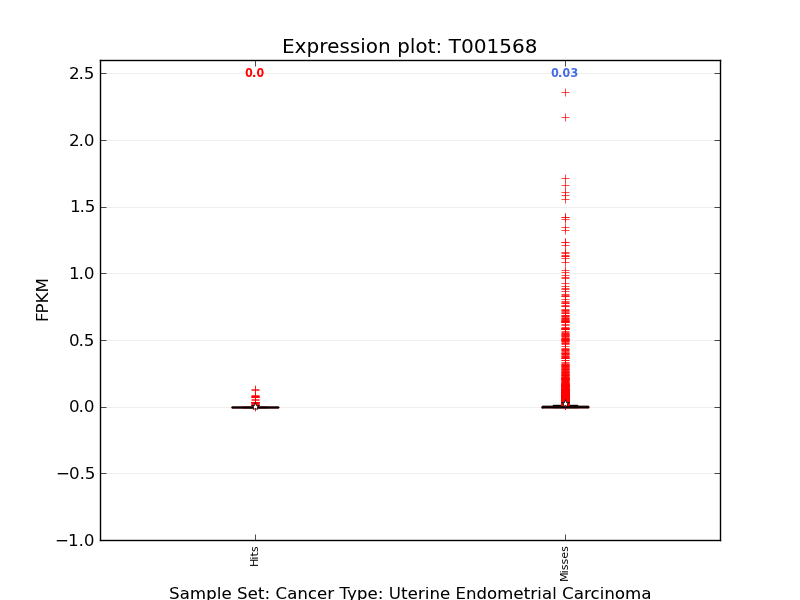 Expression plot: T001568
0.0
0.03
2.5
2.0
1.5
1.0
0.5
0.0
−0.5
−1.0
FPKM
Hits
Misses
Sample Set: Cancer Type: Uterine Endometrial Carcinoma